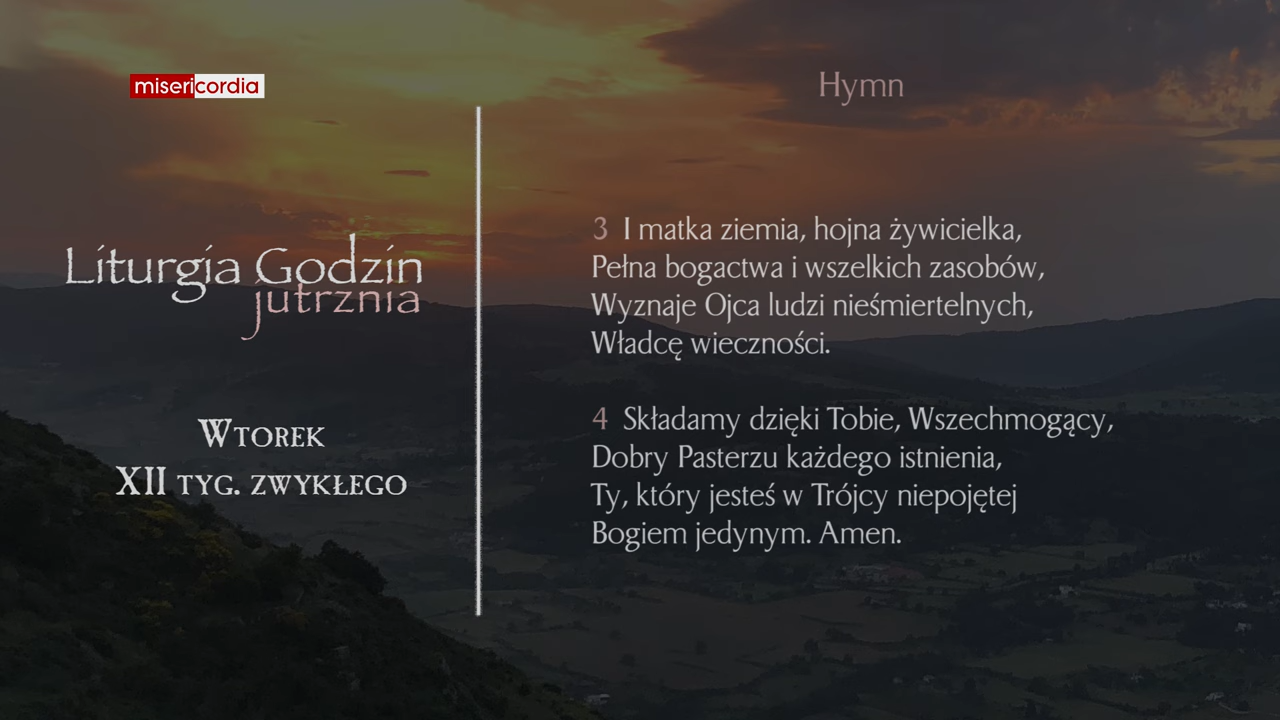 misericordia
Liturgia Godzin
jutrznia
Wtorek
XII tyg. zwykłego
Hymn
3 I matka ziemia, hojna żywicielka,
Pełna bogactwa i wszelkich zasobów,
Wyznaje Ojca ludzi nieśmiertelnych,
Władcę wieczności.
4 Składamy dzięki Tobie, Wszechmogący,
Dobry Pasterzu każdego istnienia,
Ty, który jesteś w Trójcy niepojętej
Bogiem jedynym. Amen.